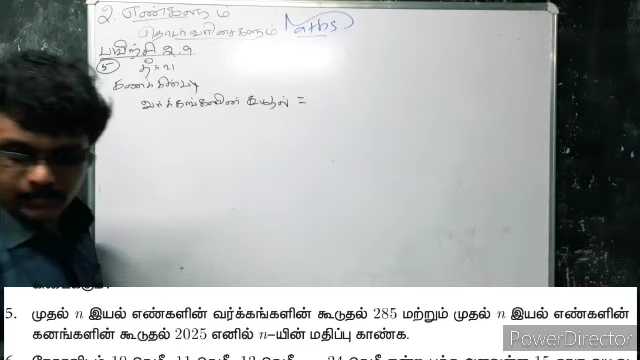 2. எண்களும்
தொடர்வரிசைகளும் Maths
பயிற்சி 2.9
5 தீர்வு
கணக்கின்படி
வர்க்கங்களின் கூடுதல் =
5. முதல் n இயல் எண்களின் வர்க்கங்களின் கூடுதல் 285 மற்றும் முதல் n இயல் எண்களின்
கனங்களின் கூடுதல் 2025 எனில் n-யின் மதிப்பு காண்க.
PowerDirector